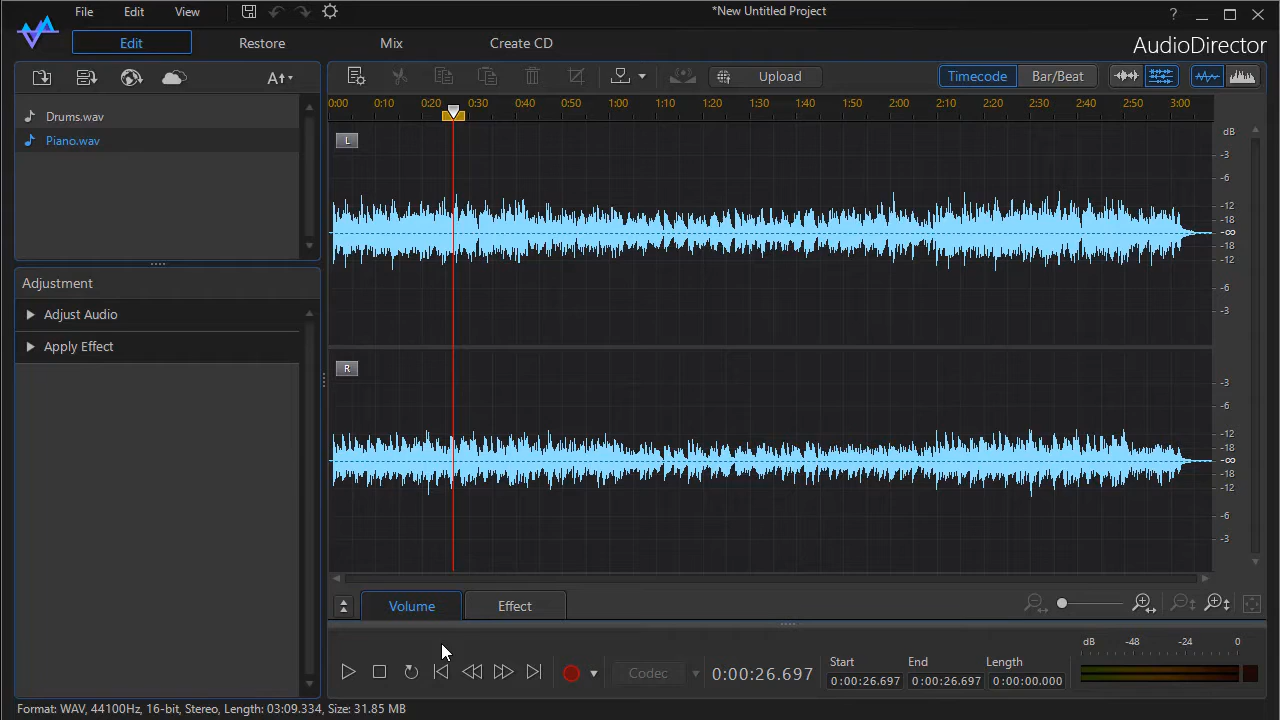 File Edit View *New Untitled Project ?
Edit Restore Mix Create CD AudioDirector
A Upload Timecode Bar/Beat
Drums.wav
Piano.wav
Adjustment
Adjust Audio
Apply Effect
0:00 0:10 0:20 0:30 0:40 0:50 1:00 1:10 1:20 1:30 1:40 1:50 2:00 2:10 2:20 2:30 2:40 2:50 3:00
L dB
-3
-6
-12
-18
-∞
-18
-12
-6
-3
R
-3
-6
-12
-18
-∞
-18
-12
-6
-3
Volume Effect
Codec 0:00:26.697
Start End Length
0:00:26.697 0:00:26.697 0:00:00.000
dB -48 -24 0
Format: WAV, 44100Hz, 16-bit, Stereo, Length: 03:09.334, Size: 31.85 MB